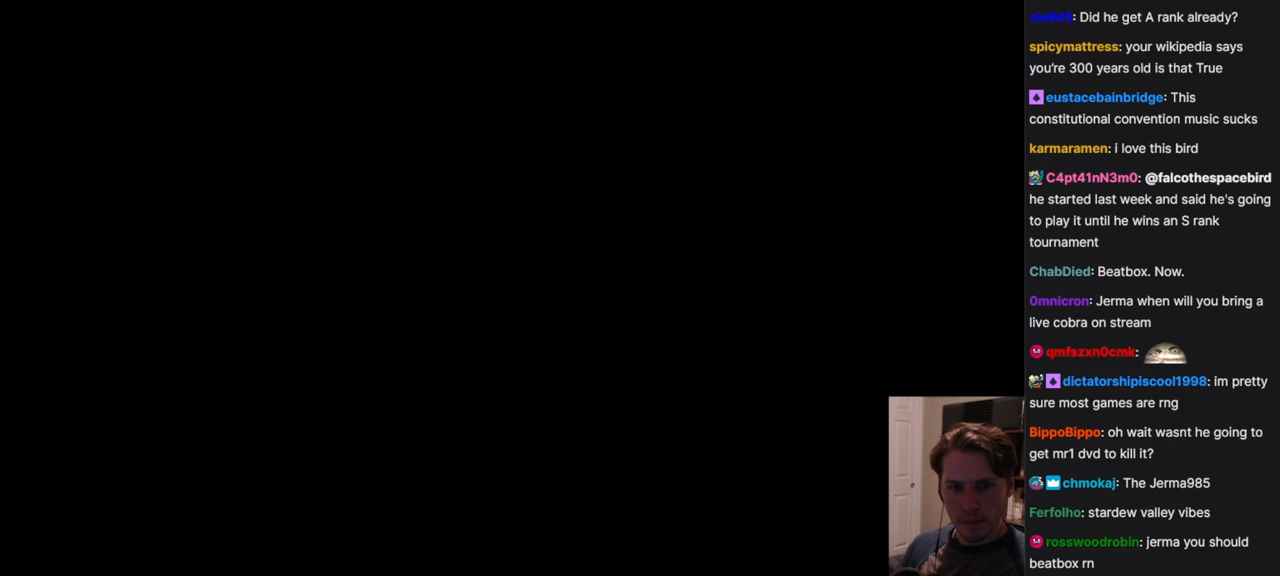 xie945: Did he get A rank already?
spicymattress: your wikipedia says
you're 300 years old is that True
eustacebainbridge: This
constitutional convention music sucks
karmaramen: i love this bird
C4pt41nN3m0: @falcothespacebird
he started last week and said he's going
to play it until he wins an S rank
tournament
ChabDied: Beatbox. Now.
0mnicron: Jerma when will you bring a
live cobra on stream
qmfszxn0cmk:
dictatorshipiscool1998: im pretty
sure most games are rng
BippoBippo: oh wait wasnt he going to
get mr1 dvd to kill it?
chmokaj: The Jerma985
Ferfolho: stardew valley vibes
rosswoodrobin: jerma you should
beatbox rn